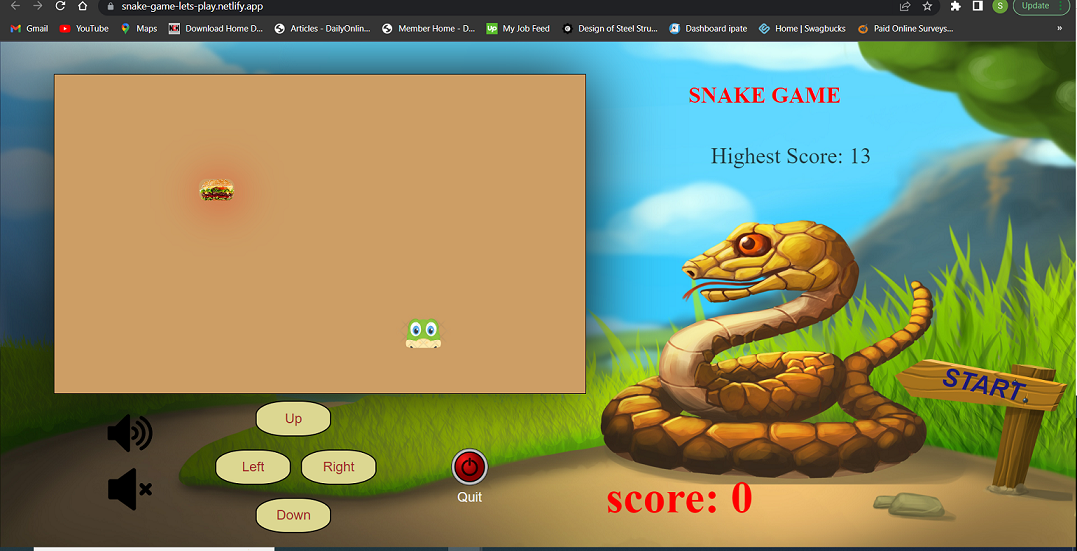 snake-game-lets-play.netlify.app
S
Update
Gmail
YouTube
Maps
Download Home D...
Articles - DailyOnlin...
Member Home - D...
Up
My Job Feed
Design of Steel Stru...
Dashboard ipate
Home | Swagbucks
Paid Online Surveys...
»
SNAKE GAME
Highest Score: 13
START
Up
Left
Right
Down
Quit
score: 0